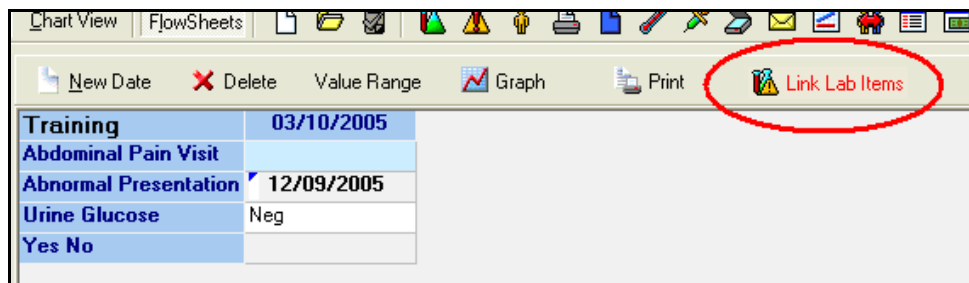 Chart View FlowSheets
New Date Delete Value Range Graph Print Link Lab Items
Training 03/10/2005
Abdominal Pain Visit
Abnormal Presentation 12/09/2005
Urine Glucose Neg
Yes No